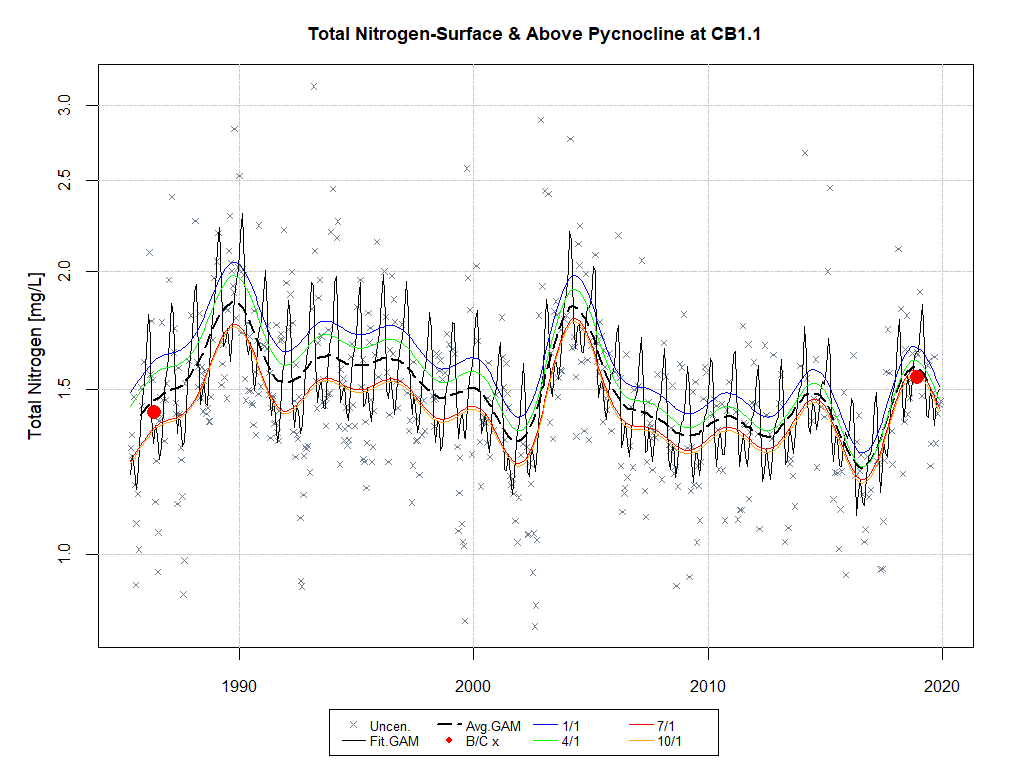 Total Nitrogen-Surface & Above Pycnocline at CB1.1
Total Nitrogen [mg/L]
3.0
2.5
2.0
1.5
1.0
1990
2000
2010
2020
Uncen. Avg.GAM 1/1 7/1
Fit.GAM B/C x 4/1 10/1